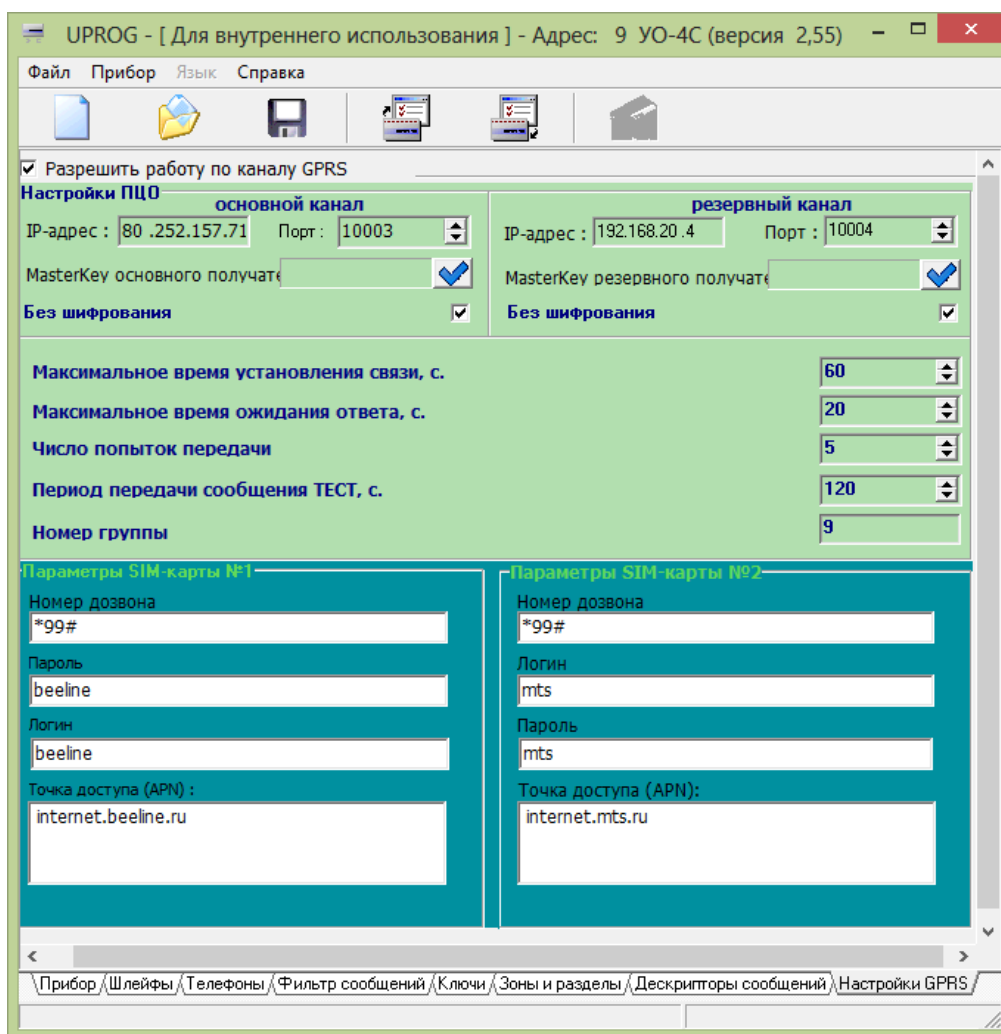 UPROG - [ Для внутреннего использования ] - Адрес: 9 УО-4С (версия 2,55)
Файл Прибор Язык Справка
Разрешить работу по каналу GPRS
Настройки ПЦО
основной канал
IP-адрес : 80 .252.157.71 Порт : 10003
MasterKey основного получате
Без шифрования
резервный канал
IP-адрес : 192.168.20 .4 Порт : 10004
MasterKey резервного получате
Без шифрования
Максимальное время установления связи, с. 60
Максимальное время ожидания ответа, с. 20
Число попыток передачи 5
Период передачи сообщения ТЕСТ, с. 120
Номер группы 9
Параметры SIM-карты №1
Номер дозвона
*99#
Пароль
beeline
Логин
beeline
Точка доступа (APN) :
internet.beeline.ru
Параметры SIM-карты №2
Номер дозвона
*99#
Логин
mts
Пароль
mts
Точка доступа (APN):
internet.mts.ru
Прибор Шлейфы Телефоны Фильтр сообщений Ключи Зоны и разделы Дескрипторы сообщений Настройки GPRS